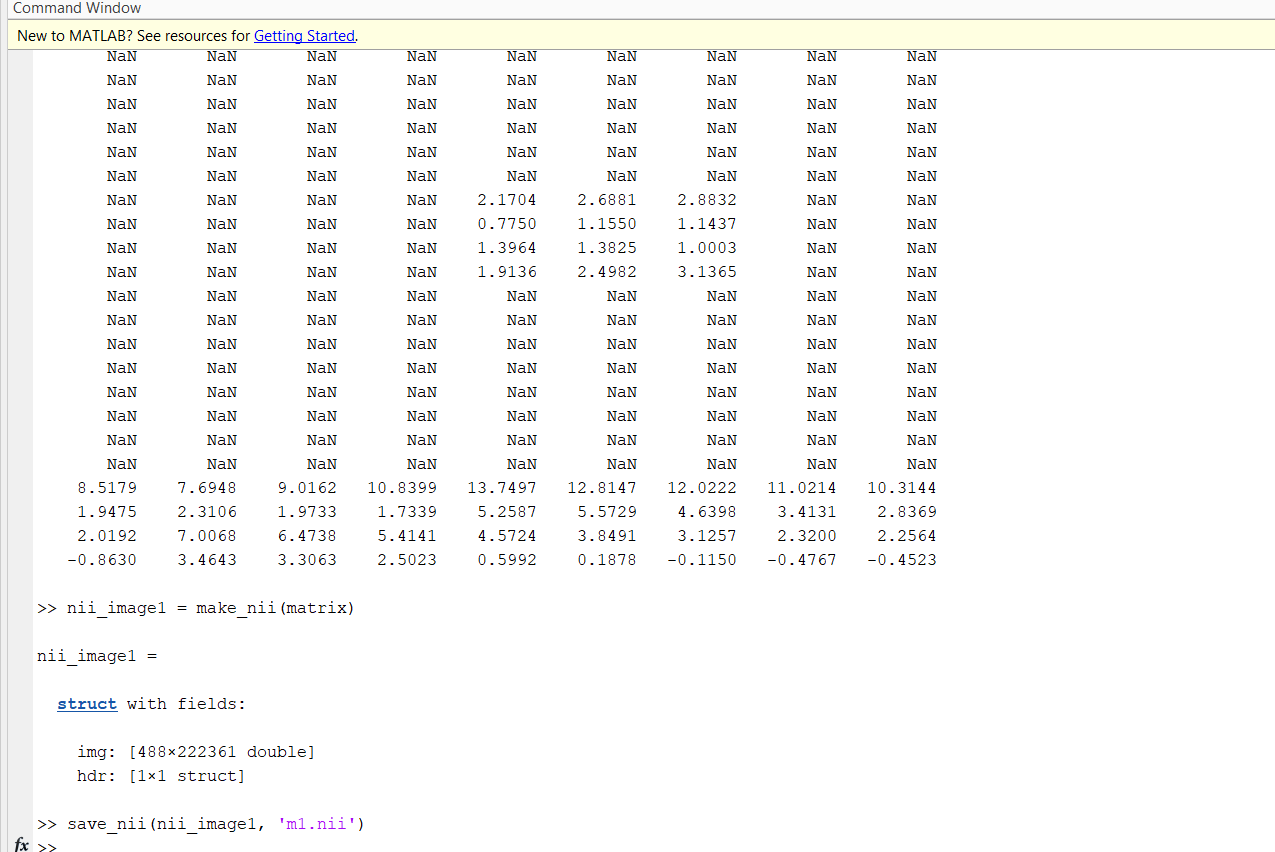 Command Window
New to MATLAB? See resources for Getting Started.
NaN NaN NaN NaN NaN NaN NaN NaN NaN
NaN NaN NaN NaN NaN NaN NaN NaN NaN
NaN NaN NaN NaN NaN NaN NaN NaN NaN
NaN NaN NaN NaN NaN NaN NaN NaN NaN
NaN NaN NaN NaN NaN NaN NaN NaN NaN
NaN NaN NaN NaN NaN NaN NaN NaN NaN
NaN NaN NaN NaN 2.1704 2.6881 2.8832 NaN NaN
NaN NaN NaN NaN 0.7750 1.1550 1.1437 NaN NaN
NaN NaN NaN NaN 1.3964 1.3825 1.0003 NaN NaN
NaN NaN NaN NaN 1.9136 2.4982 3.1365 NaN NaN
NaN NaN NaN NaN NaN NaN NaN NaN NaN
NaN NaN NaN NaN NaN NaN NaN NaN NaN
NaN NaN NaN NaN NaN NaN NaN NaN NaN
NaN NaN NaN NaN NaN NaN NaN NaN NaN
NaN NaN NaN NaN NaN NaN NaN NaN NaN
NaN NaN NaN NaN NaN NaN NaN NaN NaN
NaN NaN NaN NaN NaN NaN NaN NaN NaN
NaN NaN NaN NaN NaN NaN NaN NaN NaN
8.5179 7.6948 9.0162 10.8399 13.7497 12.8147 12.0222 11.0214 10.3144
1.9475 2.3106 1.9733 1.7339 5.2587 5.5729 4.6398 3.4131 2.8369
2.0192 7.0068 6.4738 5.4141 4.5724 3.8491 3.1257 2.3200 2.2564
-0.8630 3.4643 3.3063 2.5023 0.5992 0.1878 -0.1150 -0.4767 -0.4523
>> nii_image1 = make_nii(matrix)
nii_image1 =
struct with fields:
img: [488×222361 double]
hdr: [1×1 struct]
>> save_nii(nii_image1, 'm1.nii')
fx >>